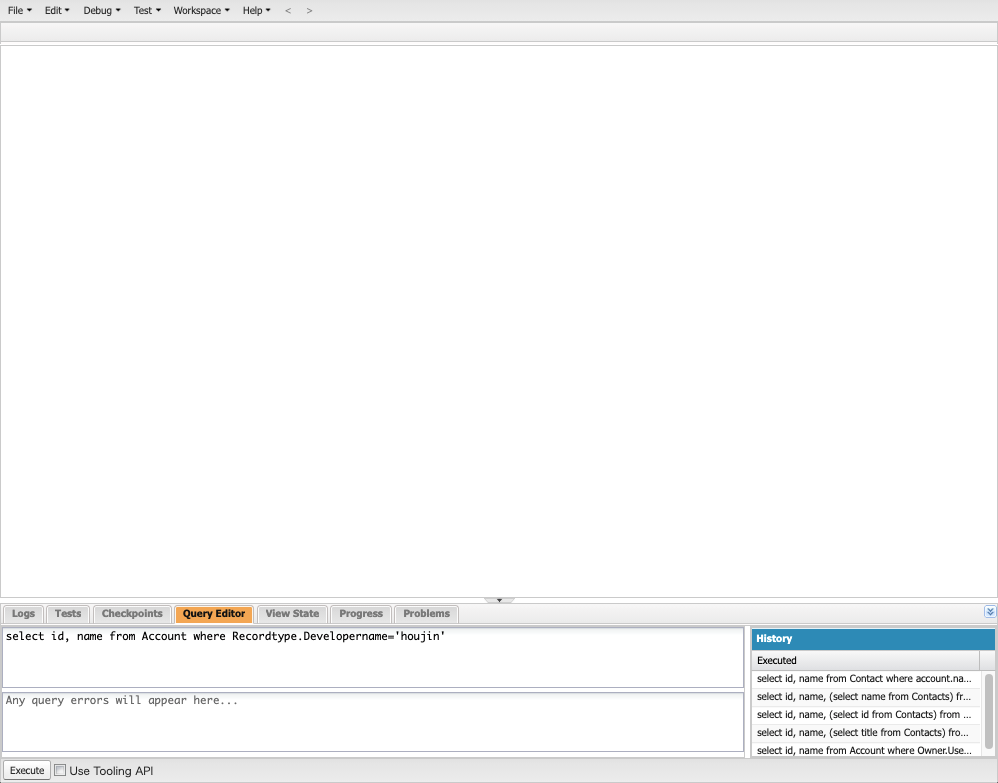 File Edit Debug Test Workspace Help < >
Logs Tests Checkpoints Query Editor View State Progress Problems
select id, name from Account where Recordtype.Developername='houjin'
Any query errors will appear here...
History
Executed
select id, name from Contact where account.na...
select id, name, (select name from Contacts) fr...
select id, name, (select id from Contacts) from ...
select id, name, (select title from Contacts) fro...
select id, name from Account where Owner.Use...
Execute Use Tooling API